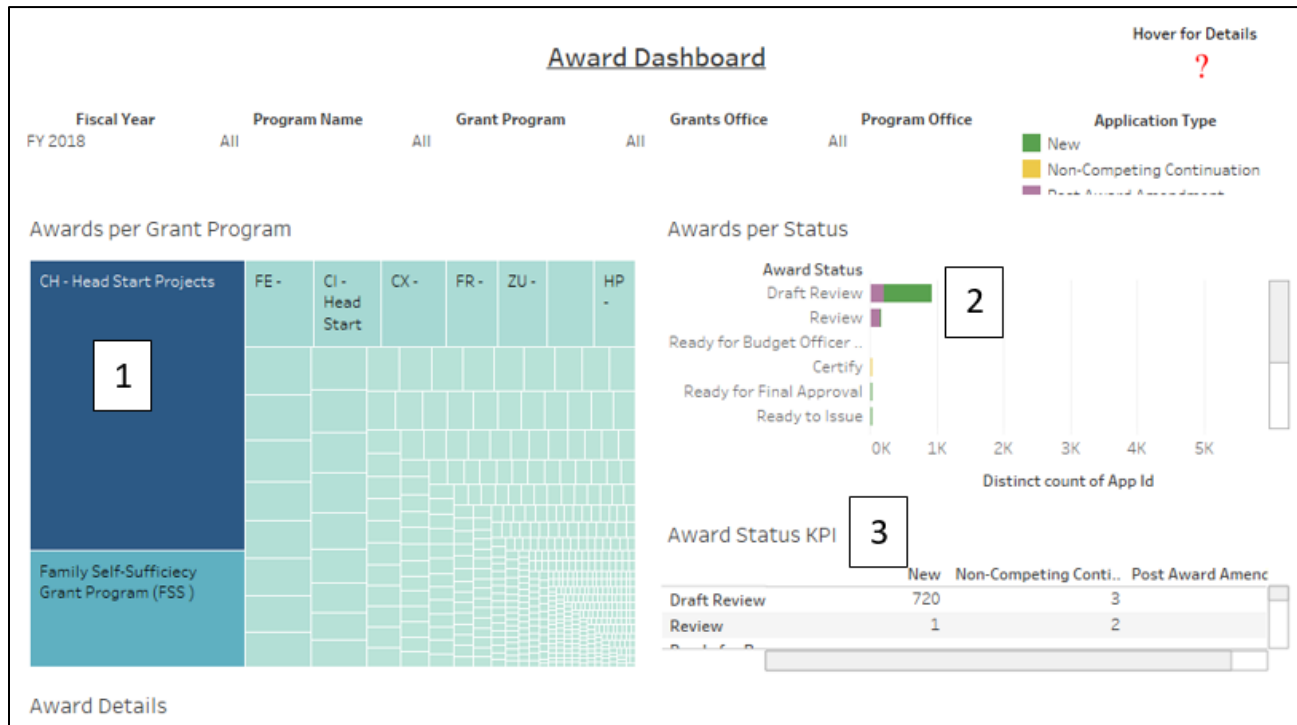 Hover for Details
Award Dashboard
?
Fiscal Year Program Name Grant Program Grants Office Program Office Application Type
FY 2018 All All All All
New
Non-Competing Continuation
Post Award Amendment
Awards per Grant Program
Awards per Status
CH - Head Start Projects
FE -
CI -
Head
Start
CX -
FR -
ZU -
HP
-
1
Family Self-Sufficiecy
Grant Program (FSS )
Award Status
Draft Review
Review
Ready for Budget Officer ..
Certify
Ready for Final Approval
Ready to Issue
2
0K 1K 2K 3K 4K 5K
Distinct count of App Id
Award Status KPI
3
New Non-Competing Conti.. Post Award Amenc
Draft Review 720 3
Review 1 2
Award Details